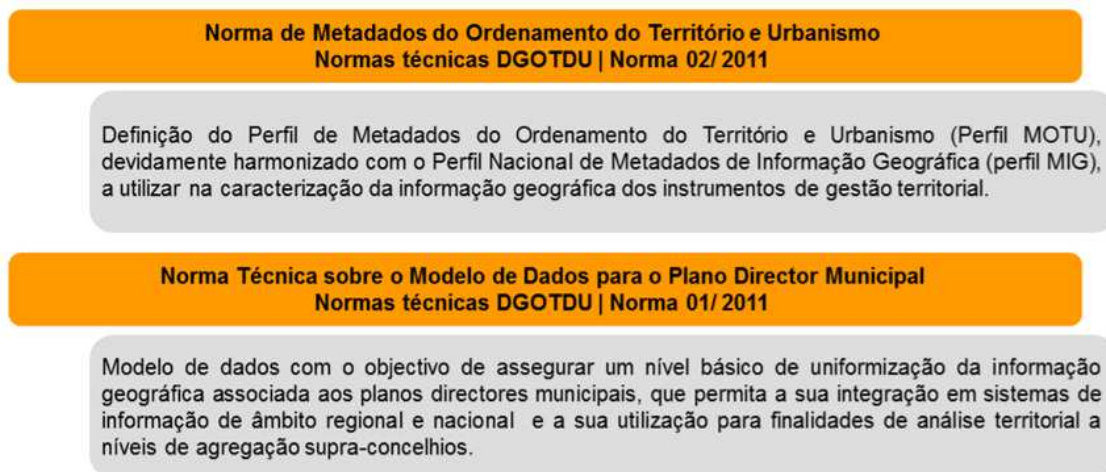 Norma de Metadados do Ordenamento do Território e Urbanismo
Normas técnicas DGOTDU | Norma 02/ 2011
Definição do Perfil de Metadados do Ordenamento do Território e Urbanismo (Perfil MOTU),
devidamente harmonizado com o Perfil Nacional de Metadados de Informação Geográfica (perfil MIG),
a utilizar na caracterização da informação geográfica dos instrumentos de gestão territorial.
Norma Técnica sobre o Modelo de Dados para o Plano Director Municipal
Normas técnicas DGOTDU | Norma 01/ 2011
Modelo de dados com o objectivo de assegurar um nível básico de uniformização da informação
geográfica associada aos planos directores municipais, que permita a sua integração em sistemas de
informação de âmbito regional e nacional e a sua utilização para finalidades de análise territorial a
níveis de agregação supra-concelhios.